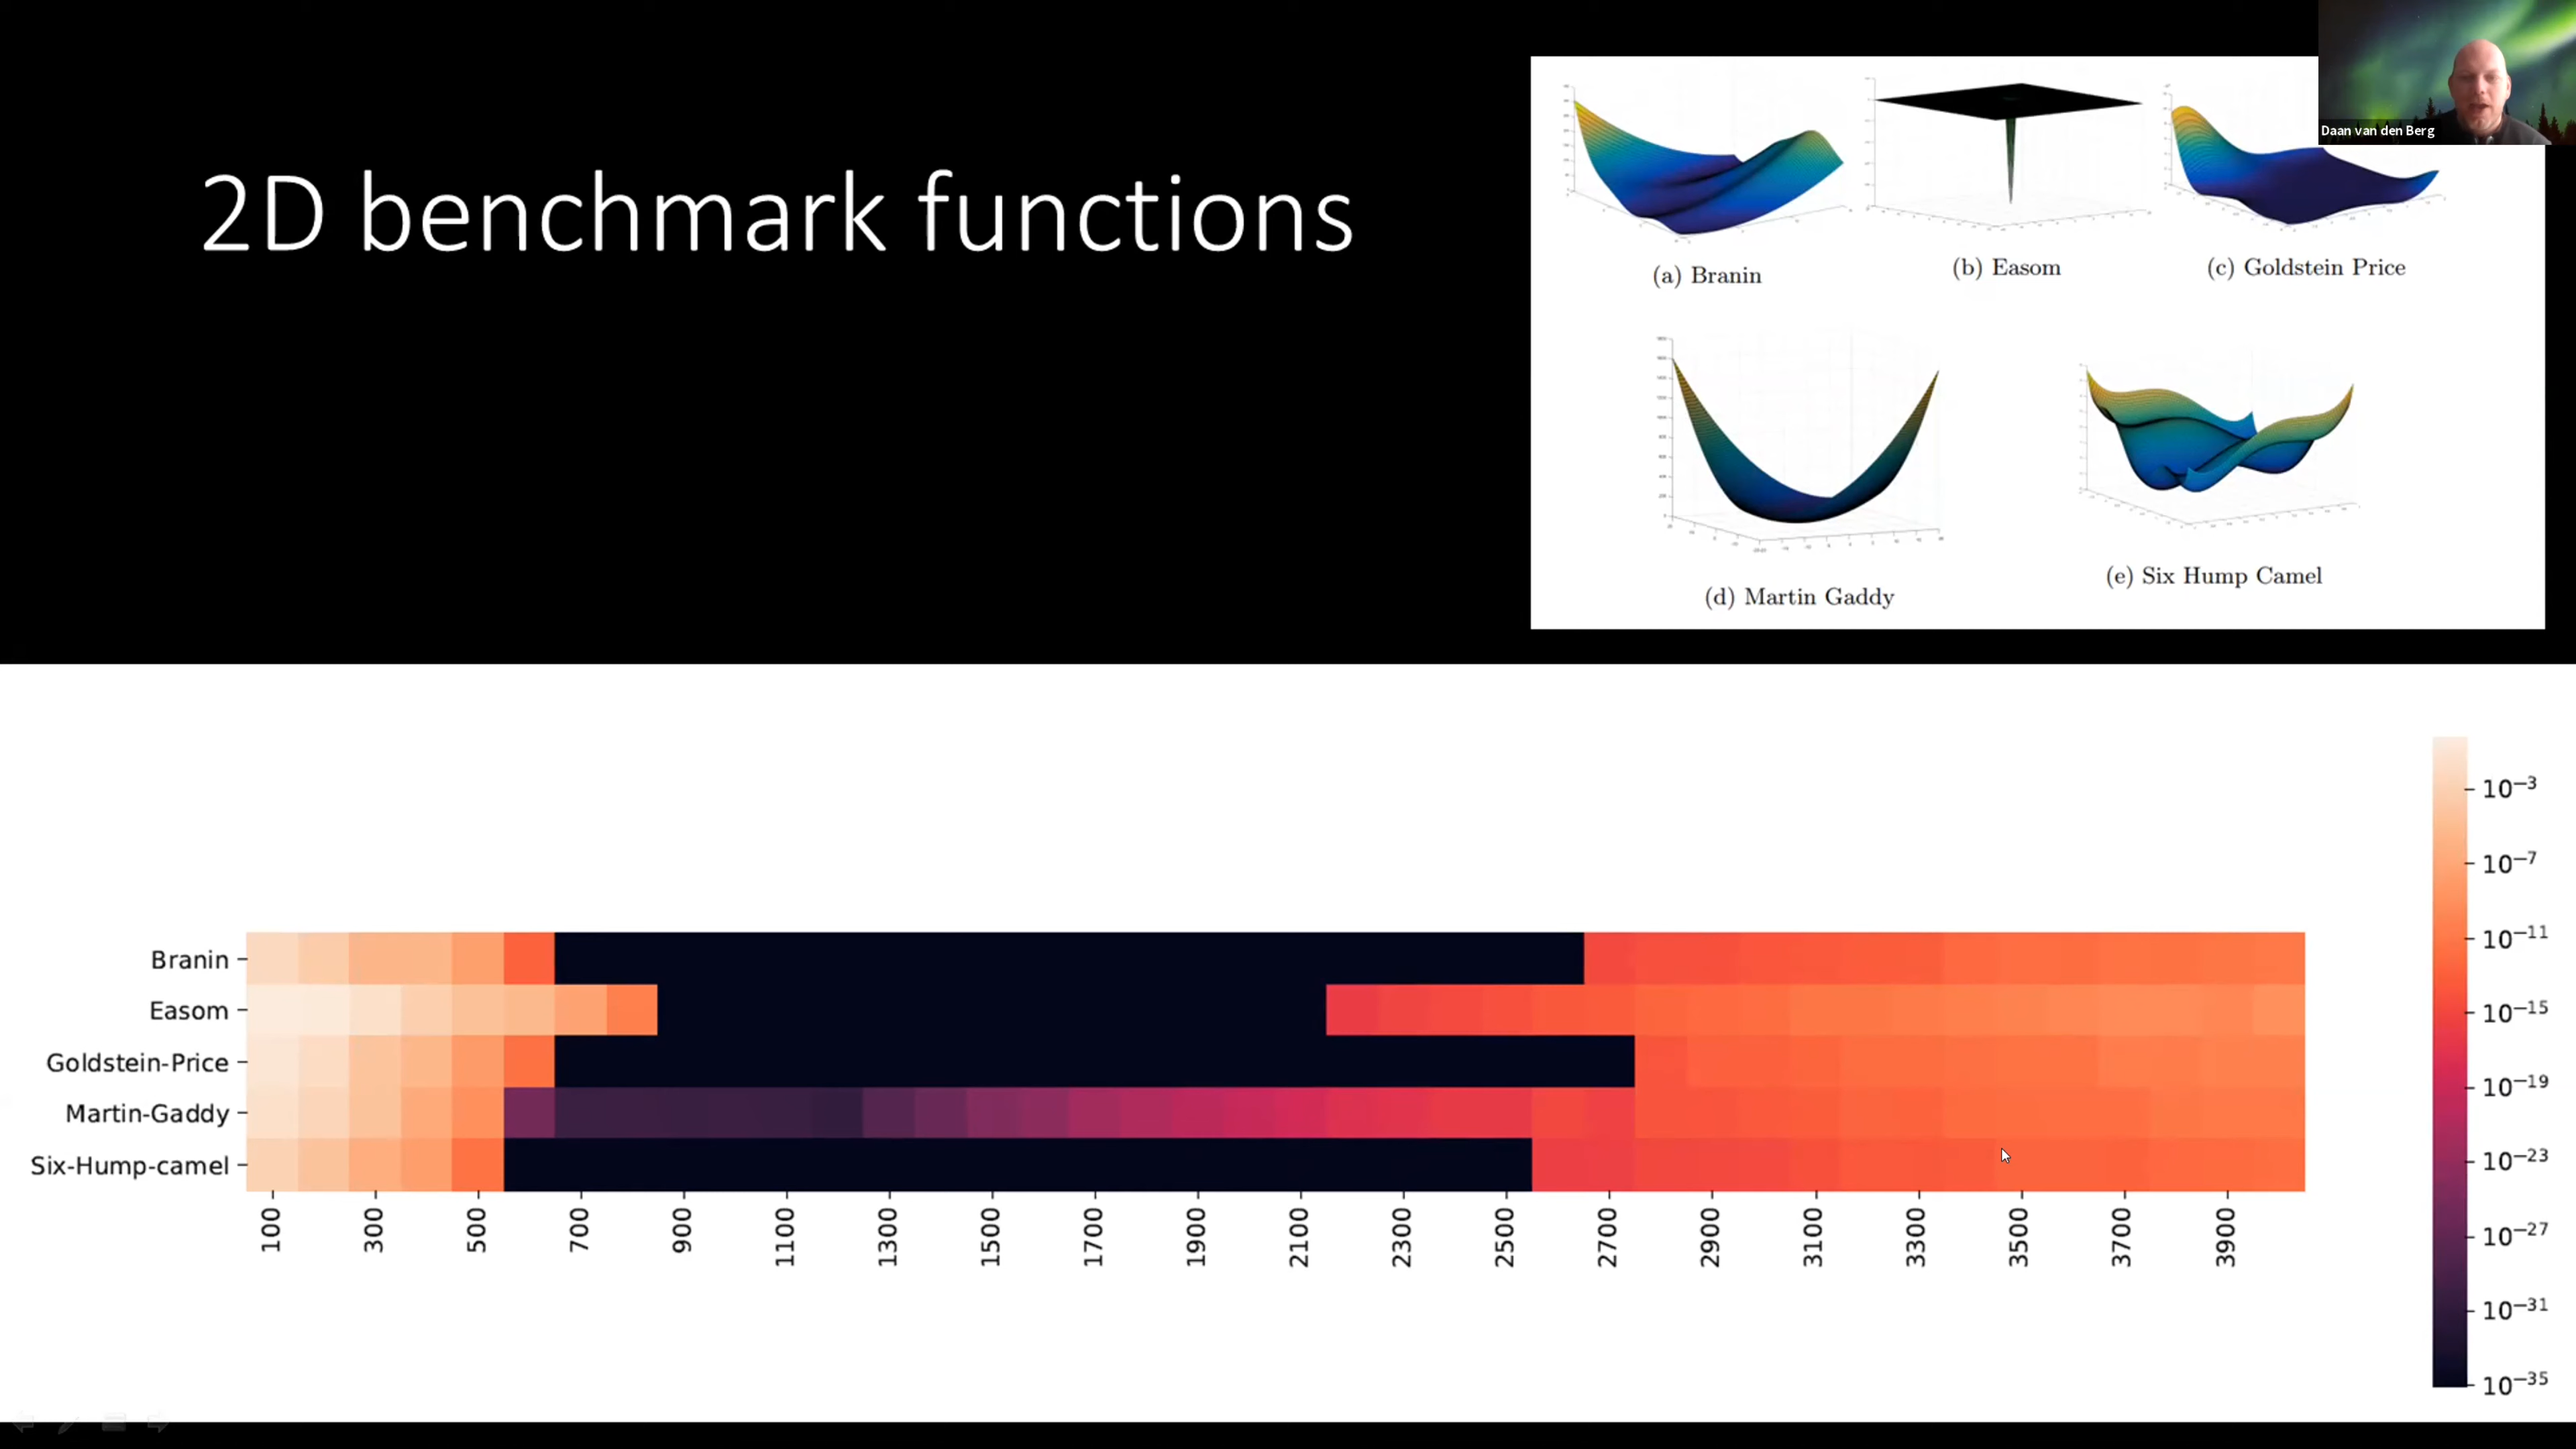 Daan van den Berg
2D benchmark functions
(a) Branin
(b) Easom
(c) Goldstein Price
(d) Martin Gaddy
(e) Six Hump Camel
Branin
Easom
Goldstein-Price
Martin-Gaddy
Six-Hump-camel
100
300
500
700
900
1100
1300
1500
1700
1900
2100
2300
2500
2700
2900
3100
3300
3500
3700
3900
10⁻³
10⁻⁷
10⁻¹¹
10⁻¹⁵
10⁻¹⁹
10⁻²³
10⁻²⁷
10⁻³¹
10⁻³⁵